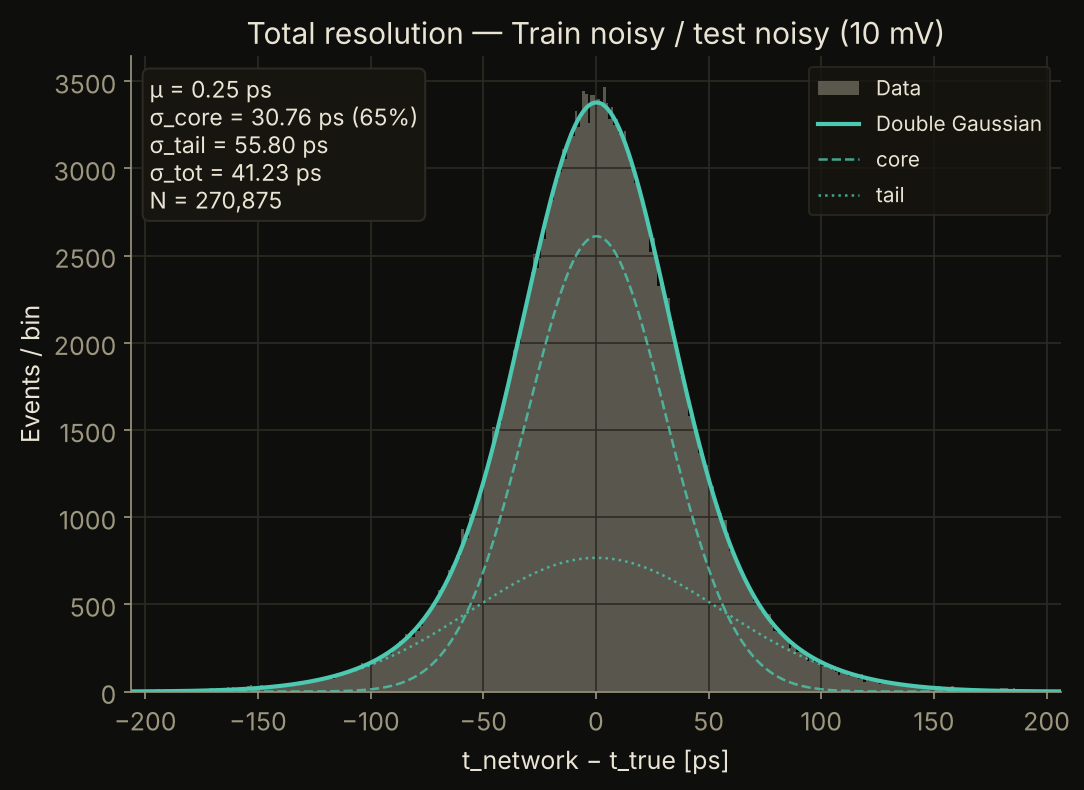 Total resolution — Train noisy / test noisy (10 mV)
μ = 0.25 ps
σ_core = 30.76 ps (65%)
σ_tail = 55.80 ps
σ_tot = 41.23 ps
N = 270,875
Data
Double Gaussian
core
tail
Events / bin
3500
3000
2500
2000
1500
1000
500
0
−200 −150 −100 −50 0 50 100 150 200
t_network − t_true [ps]